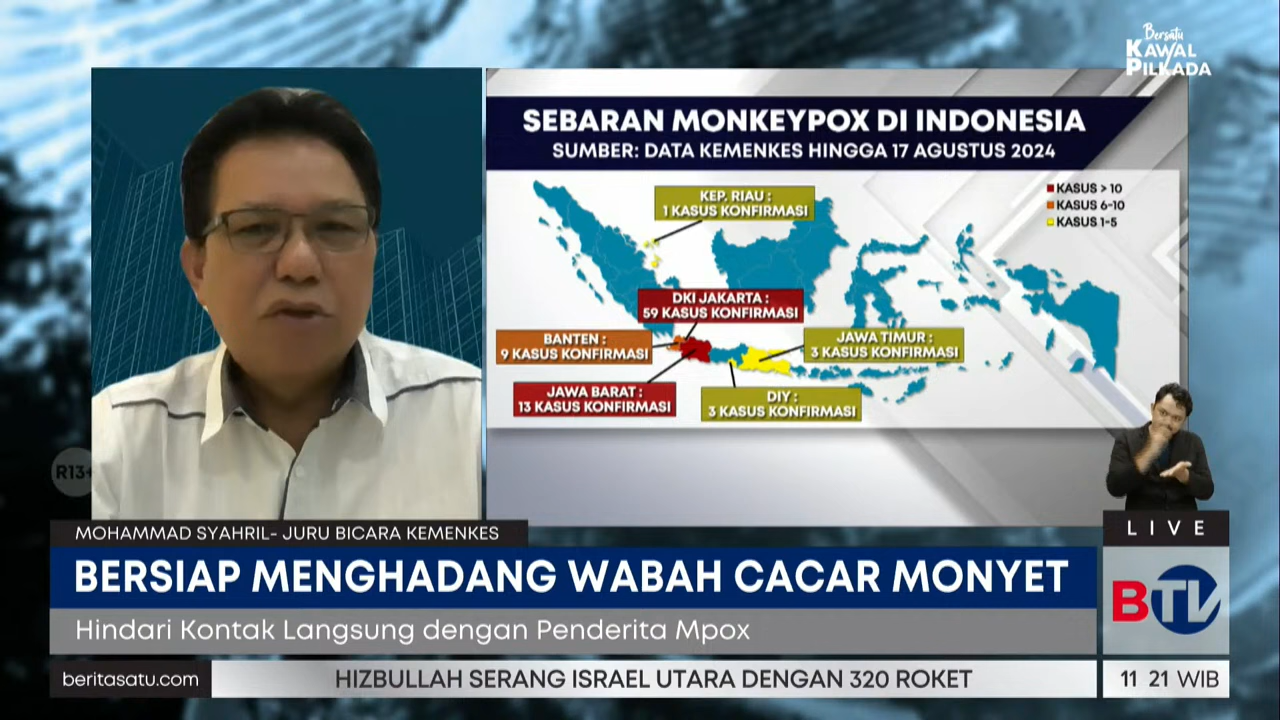 Bersatu
KAWAL
PILKADA
SEBARAN MONKEYPOX DI INDONESIA
SUMBER: DATA KEMENKES HINGGA 17 AGUSTUS 2024
KASUS > 10
KASUS 6-10
KASUS 1-5
KEP. RIAU :
1 KASUS KONFIRMASI
DKI JAKARTA :
59 KASUS KONFIRMASI
BANTEN :
9 KASUS KONFIRMASI
JAWA TIMUR :
3 KASUS KONFIRMASI
JAWA BARAT :
13 KASUS KONFIRMASI
DIY :
3 KASUS KONFIRMASI
R13+
MOHAMMAD SYAHRIL- JURU BICARA KEMENKES
LIVE
BERSIAP MENGHADANG WABAH CACAR MONYET
BTV
Hindari Kontak Langsung dengan Penderita Mpox
beritasatu.com
HIZBULLAH SERANG ISRAEL UTARA DENGAN 320 ROKET
11 21 WIB